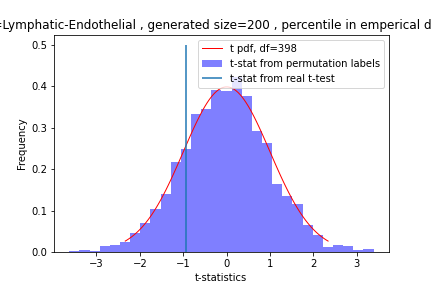 =Lymphatic-Endothelial , generated size=200 , percentile in emperical d
t pdf, df=398
t-stat from permutation labels
t-stat from real t-test
Frequency
0.5
0.4
0.3
0.2
0.1
0.0
−3 −2 −1 0 1 2 3
t-statistics